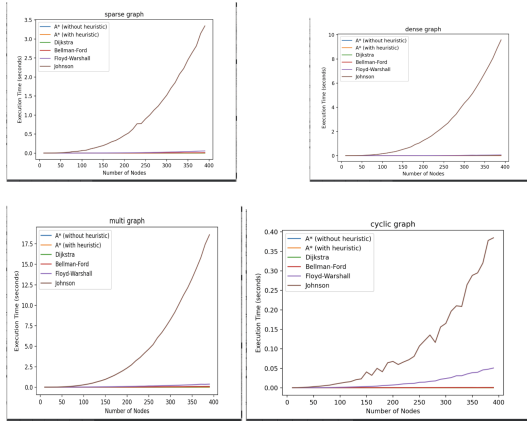 sparse graph
3.5
3.0
2.5
2.0
1.5
1.0
0.5
0.0
Execution Time (seconds)
A* (without heuristic)
A* (with heuristic)
Dijkstra
Bellman-Ford
Floyd-Warshall
Johnson
0 50 100 150 200 250 300 350 400
Number of Nodes
dense graph
10
8
6
4
2
0
Execution Time (seconds)
A* (without heuristic)
A* (with heuristic)
Dijkstra
Bellman-Ford
Floyd-Warshall
Johnson
0 50 100 150 200 250 300 350 400
Number of Nodes
multi graph
17.5
15.0
12.5
10.0
7.5
5.0
2.5
0.0
Execution Time (seconds)
A* (without heuristic)
A* (with heuristic)
Dijkstra
Bellman-Ford
Floyd-Warshall
Johnson
0 50 100 150 200 250 300 350 400
Number of Nodes
cyclic graph
0.40
0.35
0.30
0.25
0.20
0.15
0.10
0.05
0.00
Execution Time (seconds)
A* (without heuristic)
A* (with heuristic)
Dijkstra
Bellman-Ford
Floyd-Warshall
Johnson
0 50 100 150 200 250 300 350 400
Number of Nodes